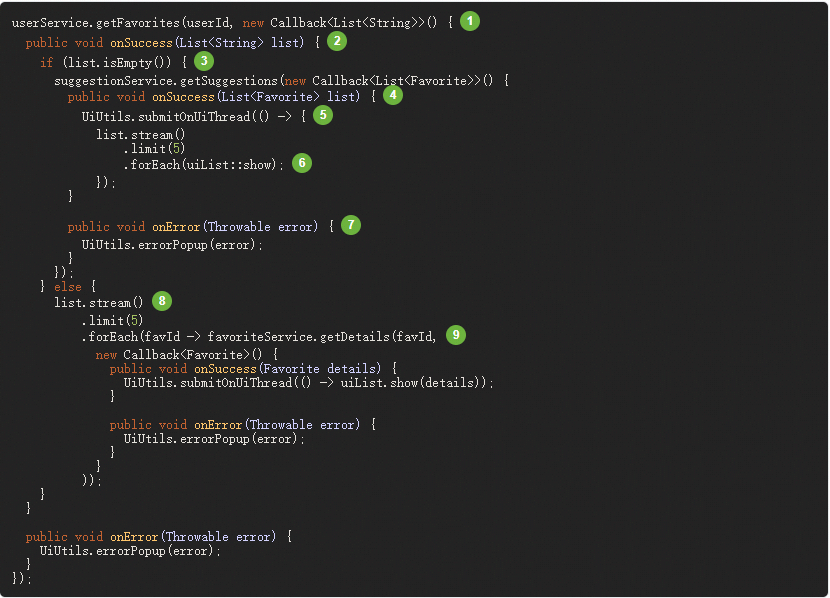 userService.getFavorites(userId, new Callback<List<String>>() { 1
  public void onSuccess(List<String> list) { 2
    if (list.isEmpty()) { 3
      suggestionService.getSuggestions(new Callback<List<Favorite>>() {
        public void onSuccess(List<Favorite> list) { 4
          UiUtils.submitOnUiThread(() -> { 5
            list.stream()
                .limit(5)
                .forEach(uiList::show); 6
            });
        }

        public void onError(Throwable error) { 7
          UiUtils.errorPopup(error);
        }
      });
    } else {
      list.stream() 8
          .limit(5)
          .forEach(favId -> favoriteService.getDetails(favId, 9
            new Callback<Favorite>() {
              public void onSuccess(Favorite details) {
                UiUtils.submitOnUiThread(() -> uiList.show(details));
              }

              public void onError(Throwable error) {
                UiUtils.errorPopup(error);
              }
            }
          ));
    }
  }

  public void onError(Throwable error) {
    UiUtils.errorPopup(error);
  }
});